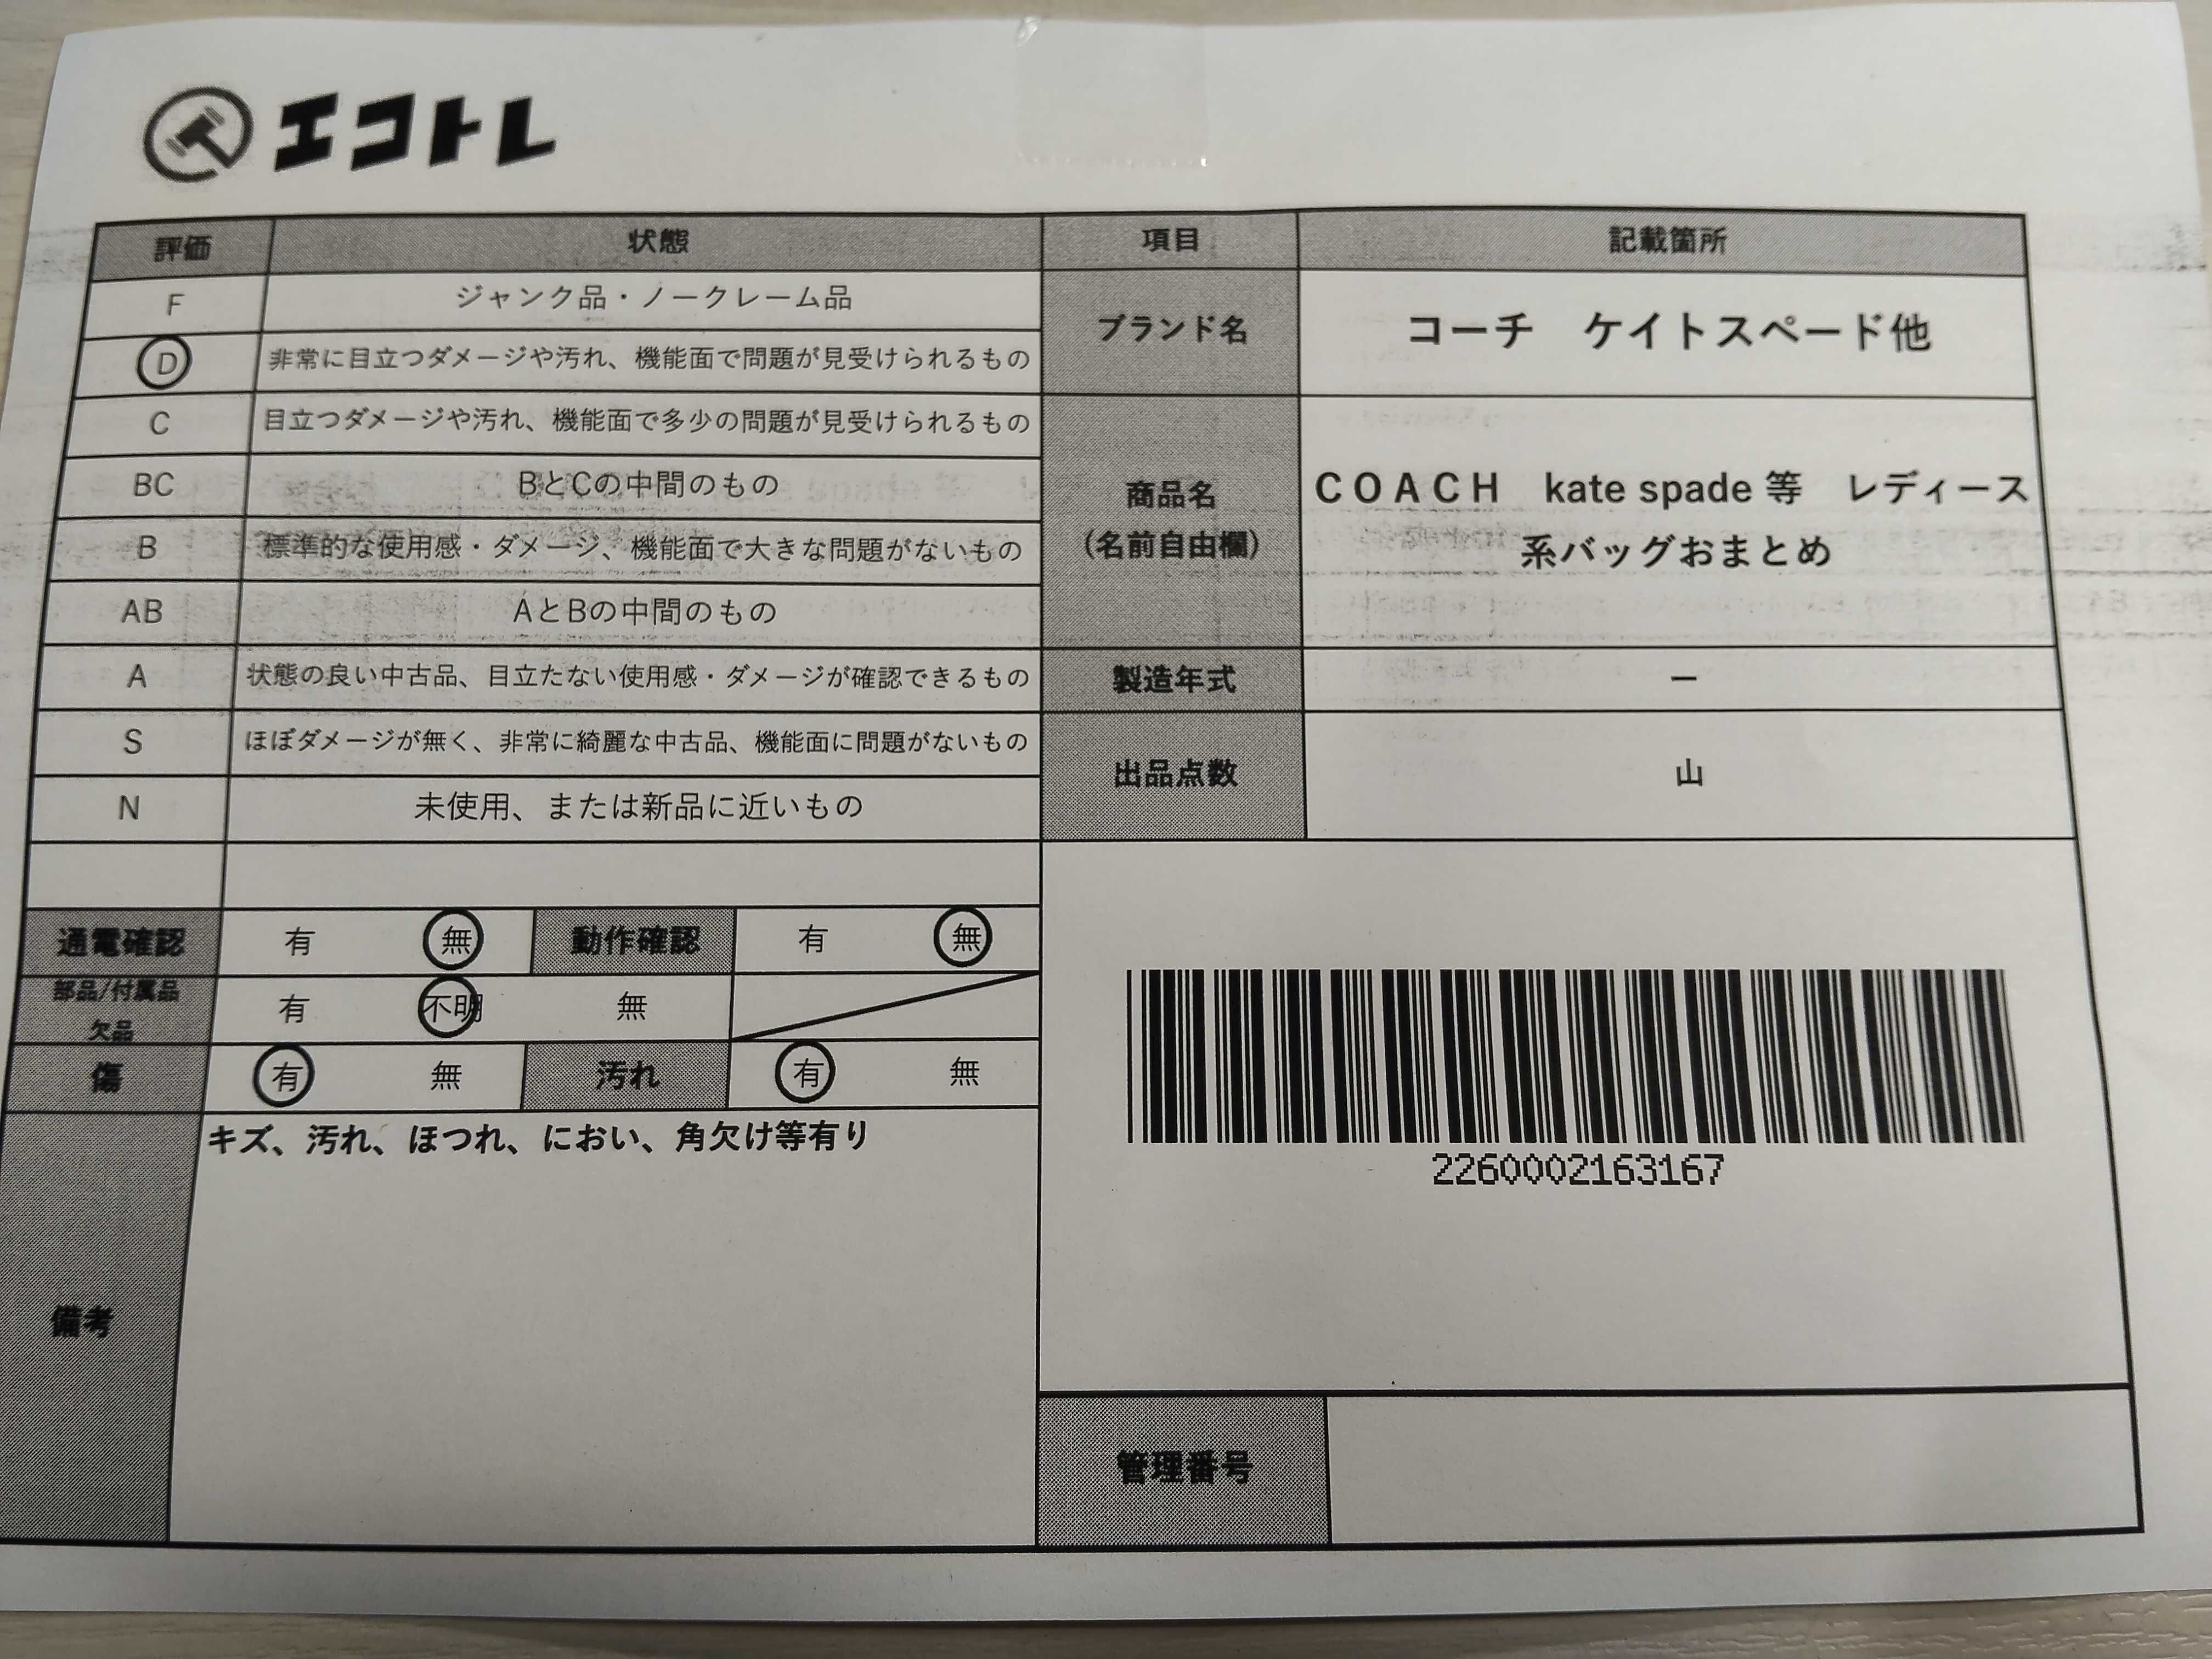 エコトレ
評価 状態 項目 記載箇所
F ジャンク品・ノークレーム品
D 非常に目立つダメージや汚れ、機能面で問題が見受けられるもの
ブランド名 コーチ　ケイトスペード他
C 目立つダメージや汚れ、機能面で多少の問題が見受けられるもの
BC BとCの中間のもの
B 標準的な使用感・ダメージ、機能面で大きな問題がないもの
AB AとBの中間のもの
商品名
(名前自由欄)
ＣＯＡＣＨ　kate spade 等　レディース
系バッグおまとめ
A 状態の良い中古品、目立たない使用感・ダメージが確認できるもの
製造年式 ー
S ほぼダメージが無く、非常に綺麗な中古品、機能面に問題がないもの
N 未使用、または新品に近いもの
出品点数 山
通電確認 有 無 動作確認 有 無
部品/付属品
欠品
有 不明 無
傷 有 無 汚れ 有 無
備考
キズ、汚れ、ほつれ、におい、角欠け等有り
2260002163167
管理番号